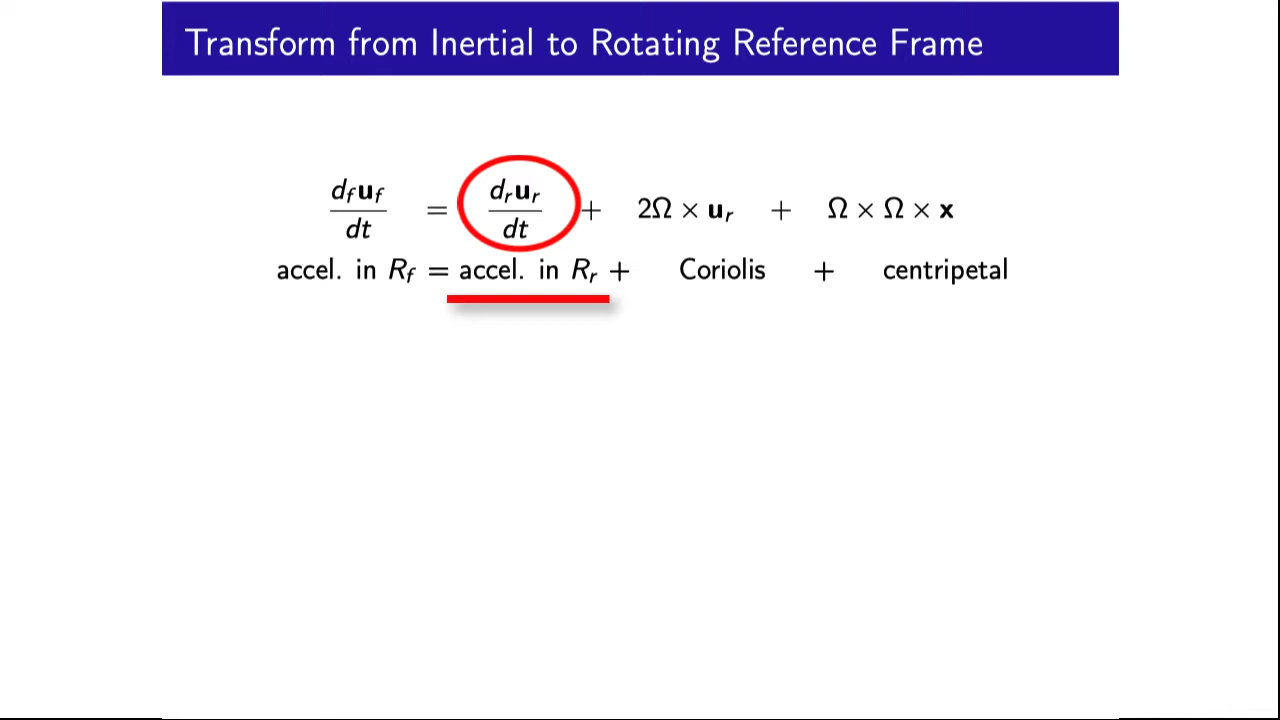 Transform from Inertial to Rotating Reference Frame
d_f u_f / dt = d_r u_r / dt + 2Ω × u_r + Ω × Ω × x
accel. in R_f = accel. in R_r + Coriolis + centripetal